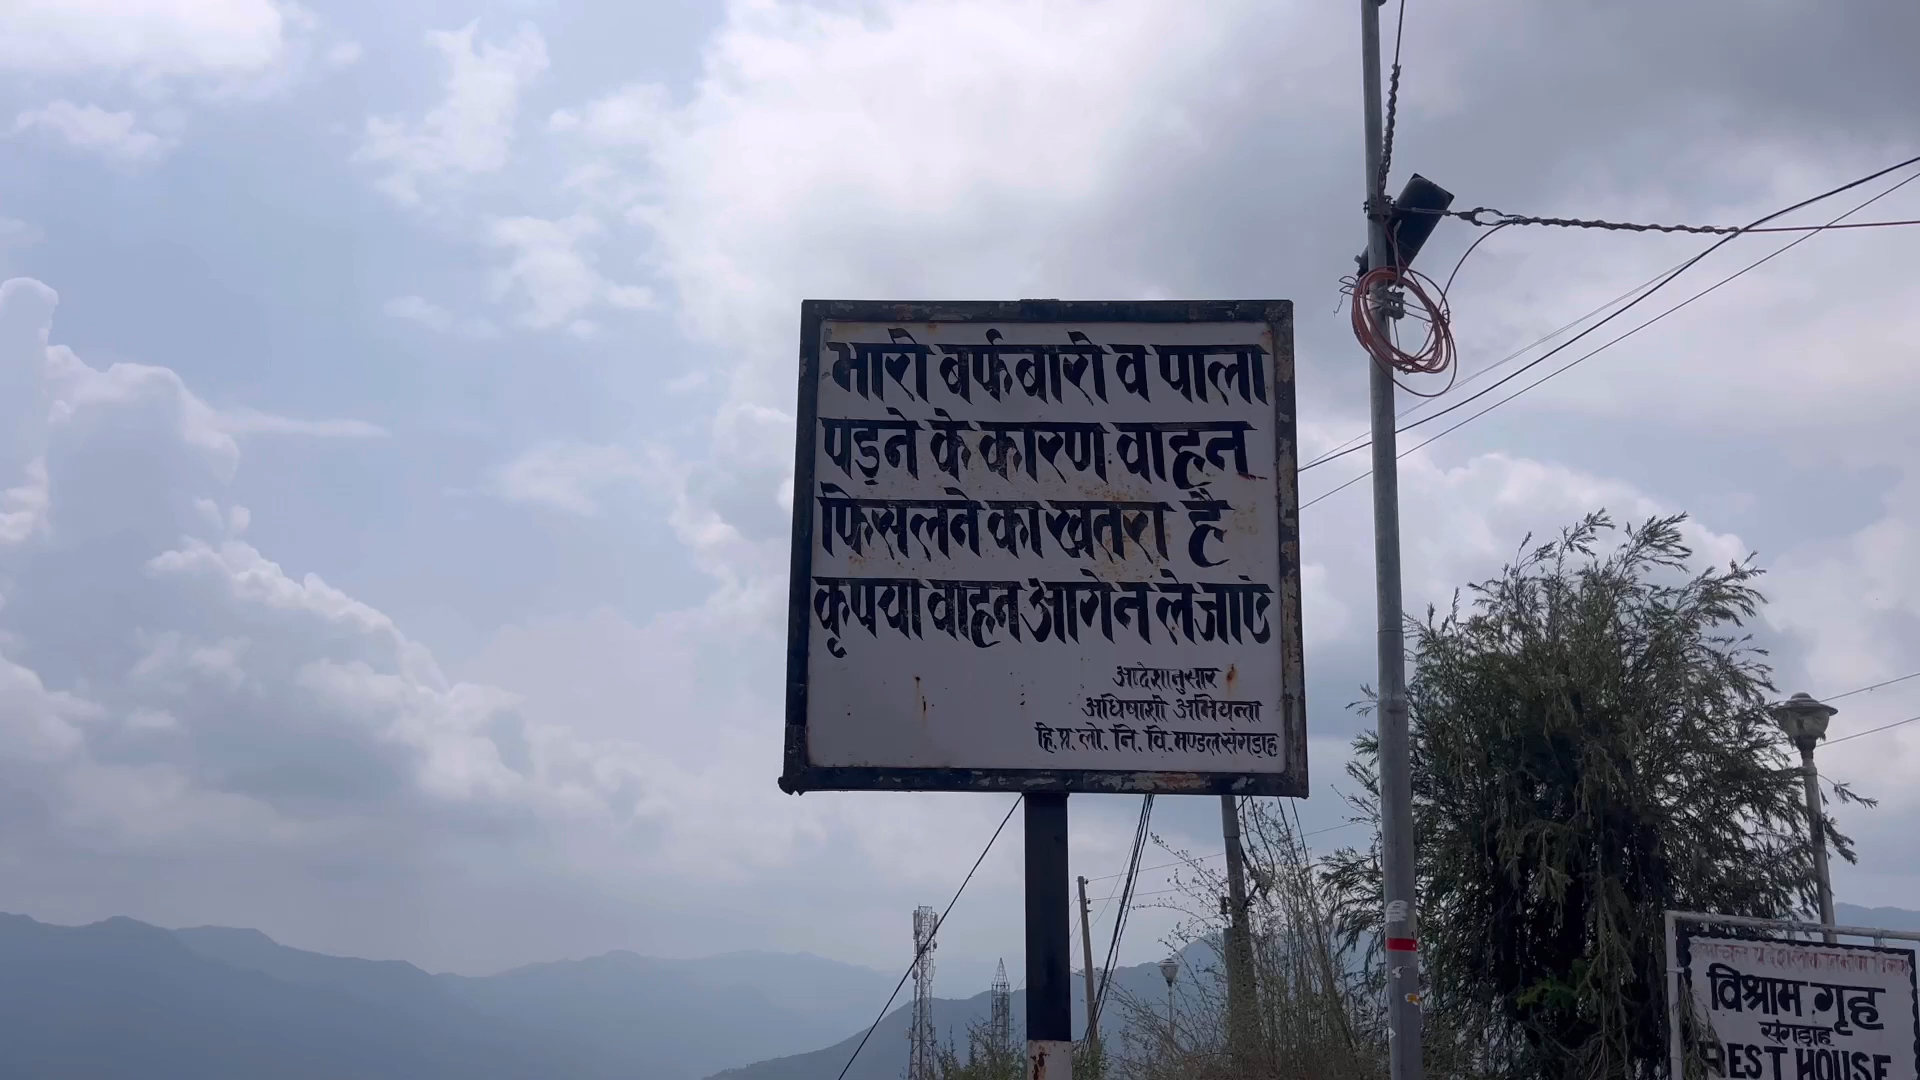 भारी बर्फबारी व पाला
पड़ने के कारण वाहन
फिसलने का खतरा है
कृपया वाहन आगे न ले जाएं
आदेशानुसार
अधिषाशी अभियन्ता
हि.प्र.लो.नि.वि.मण्डल संगड़ाह
विश्राम गृह
संगड़ाह
REST HOUSE